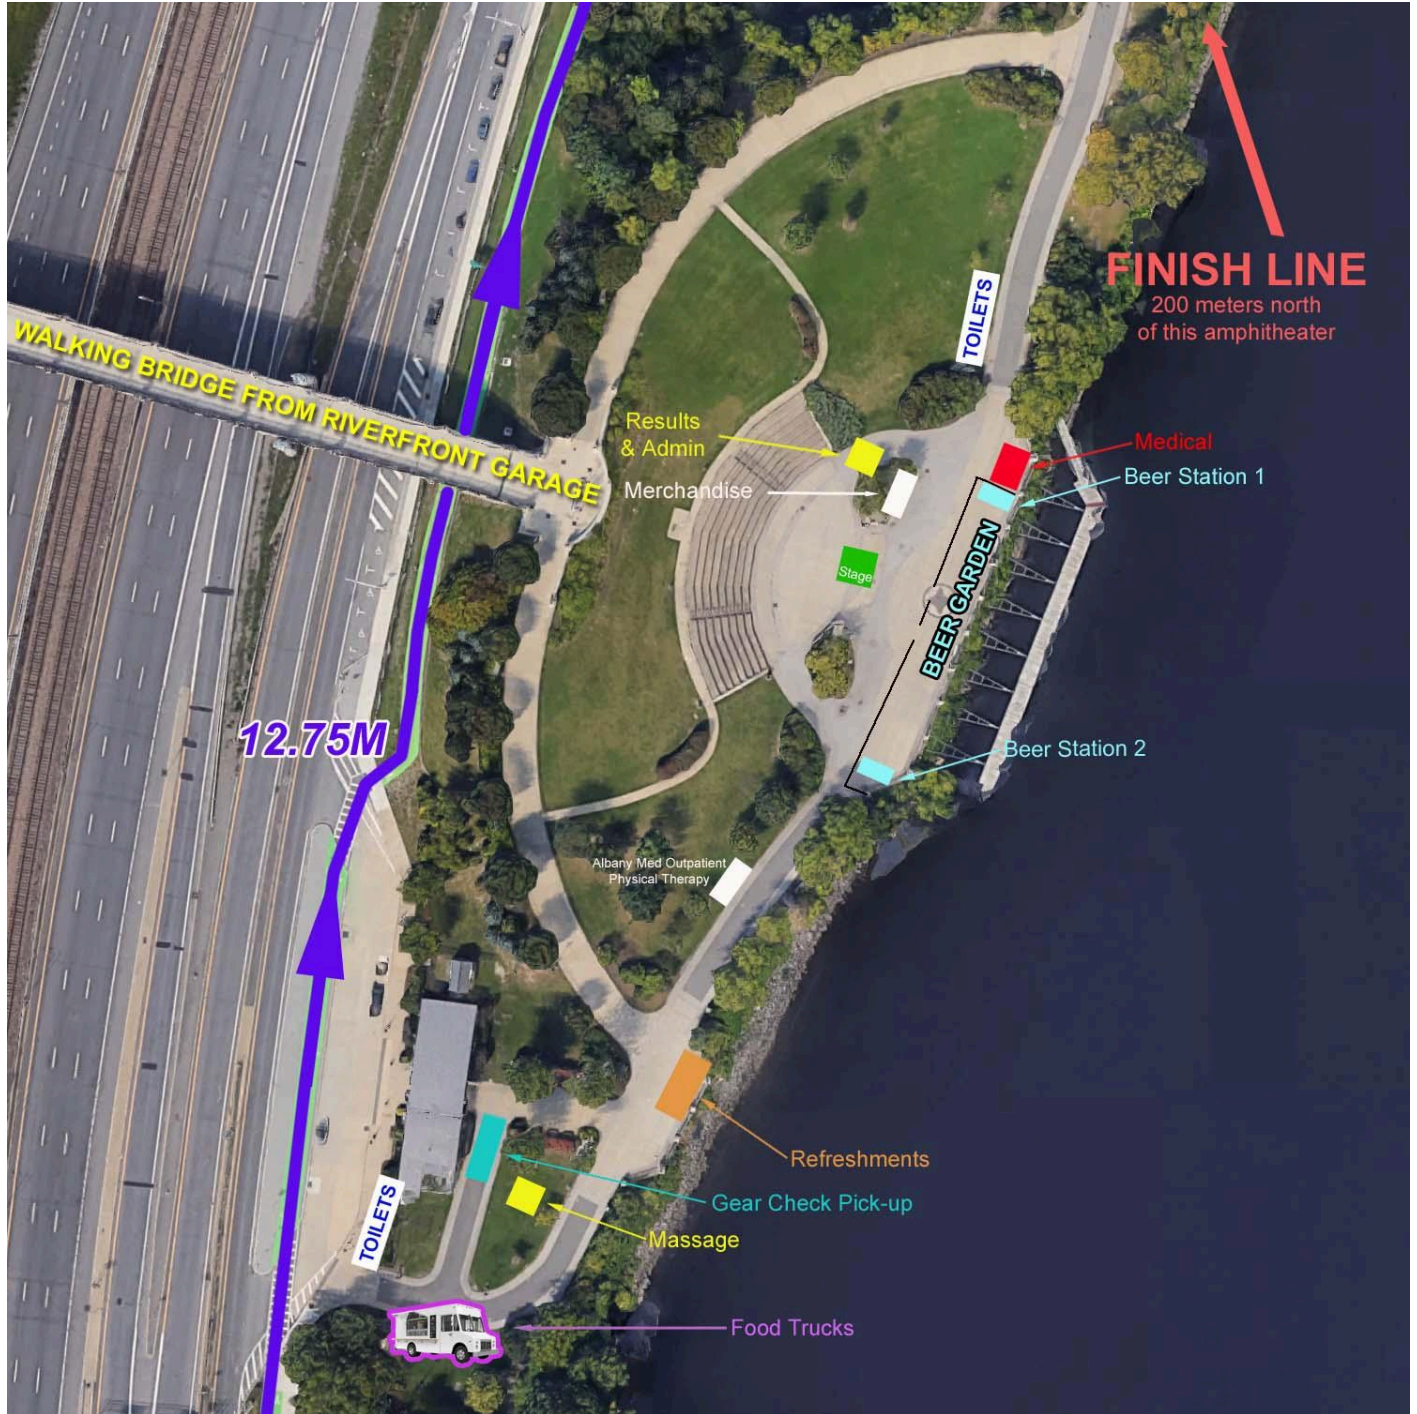 FINISH LINE
200 meters north
of this amphitheater
TOILETS
WALKING BRIDGE FROM RIVERFRONT GARAGE
Results
& Admin
Medical
Merchandise
Beer Station 1
Stage
BEER GARDEN
12.75M
Beer Station 2
Albany Med Outpatient
Physical Therapy
Refreshments
Gear Check Pick-up
TOILETS
Massage
Food Trucks